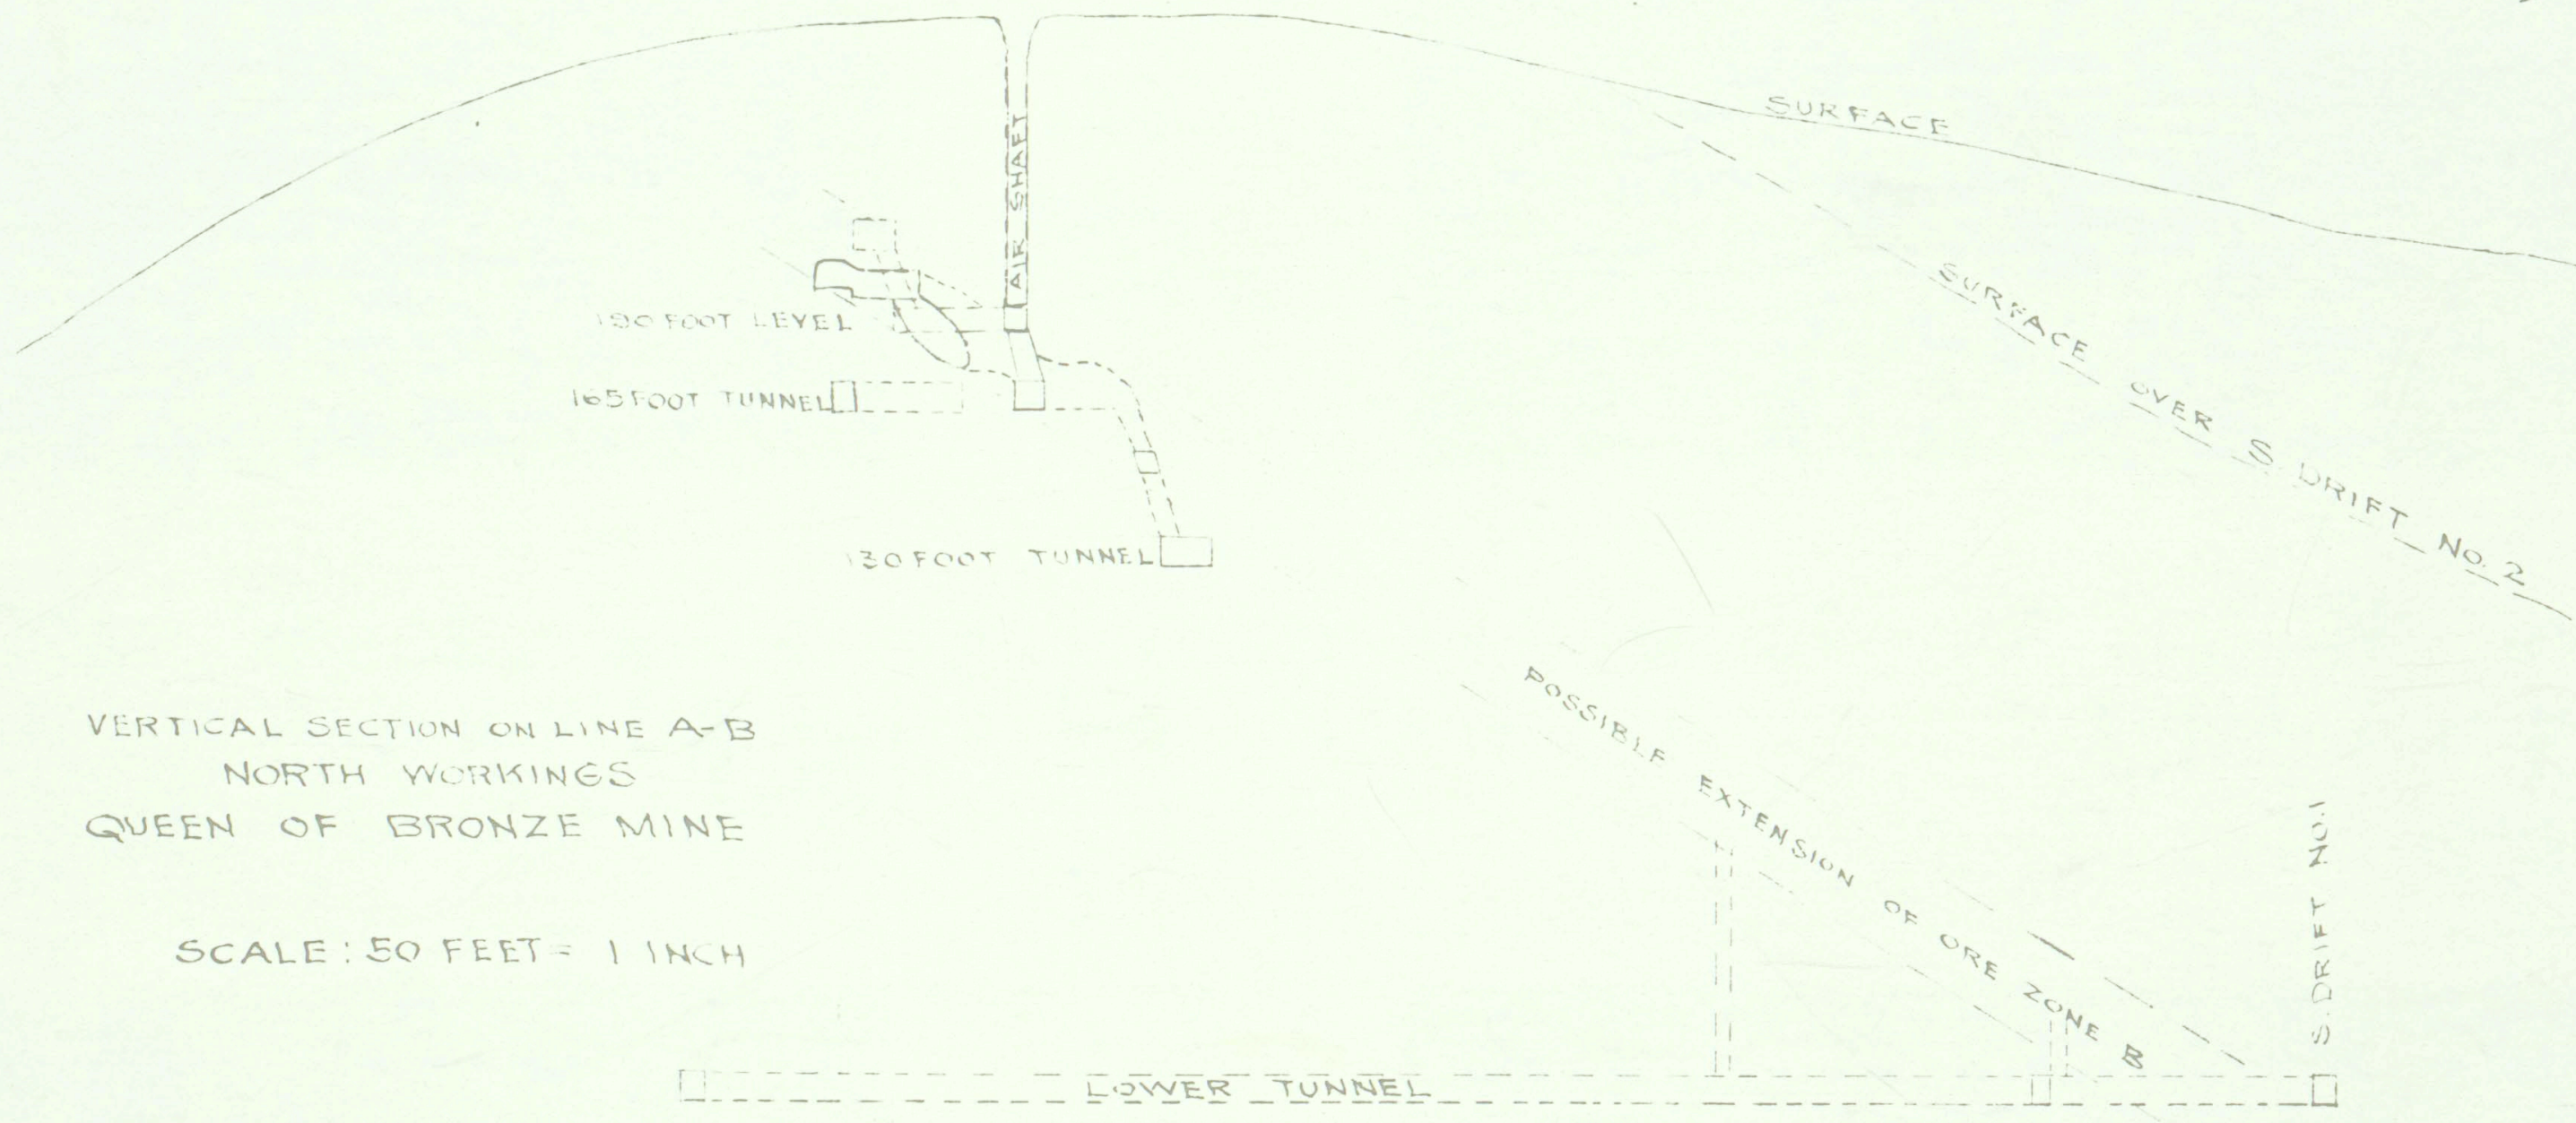 SURFACE
AIR SHAFT
SURFACE OVER S. DRIFT NO. 2
190 FOOT LEVEL
165 FOOT TUNNEL
130 FOOT TUNNEL
POSSIBLE EXTENSION OF ORE ZONE B
VERTICAL SECTION ON LINE A-B
NORTH WORKINGS
QUEEN OF BRONZE MINE
SCALE: 50 FEET = 1 INCH
S. DRIFT NO. 1
LOWER TUNNEL